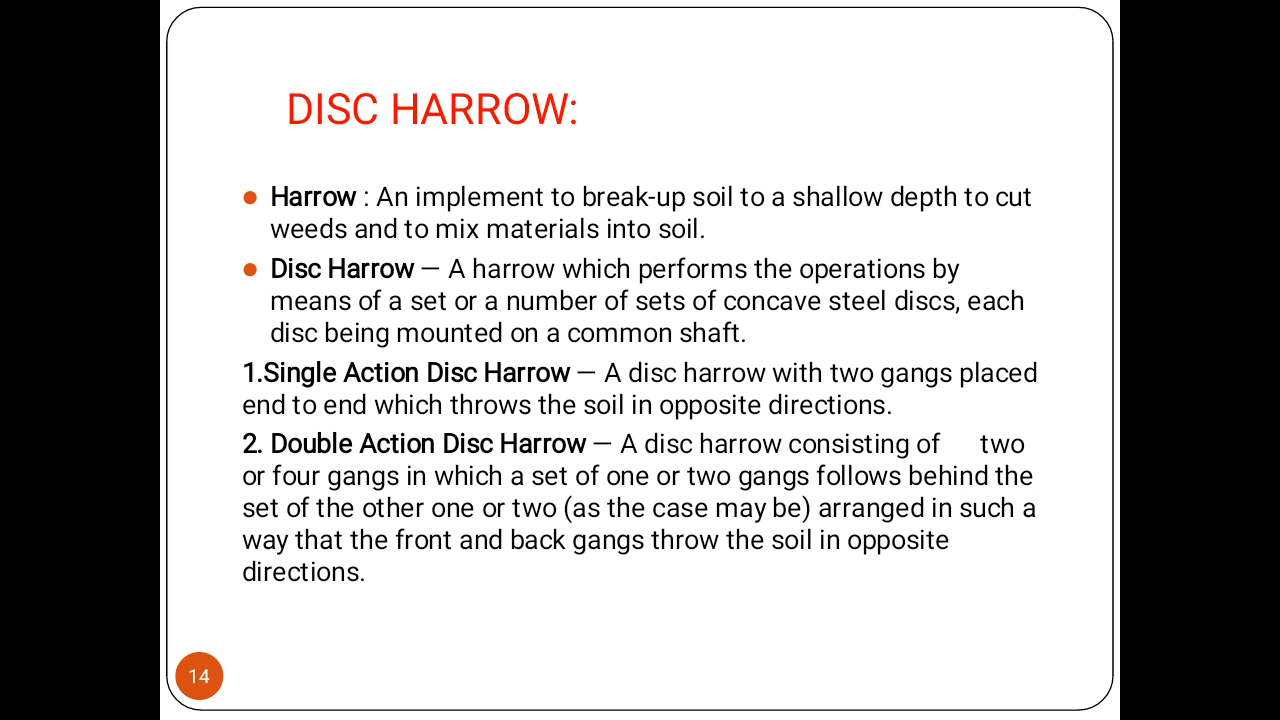 DISC HARROW:
Harrow : An implement to break-up soil to a shallow depth to cut
weeds and to mix materials into soil.
Disc Harrow — A harrow which performs the operations by
means of a set or a number of sets of concave steel discs, each
disc being mounted on a common shaft.
1.Single Action Disc Harrow — A disc harrow with two gangs placed
end to end which throws the soil in opposite directions.
2. Double Action Disc Harrow — A disc harrow consisting of two
or four gangs in which a set of one or two gangs follows behind the
set of the other one or two (as the case may be) arranged in such a
way that the front and back gangs throw the soil in opposite
directions.
14